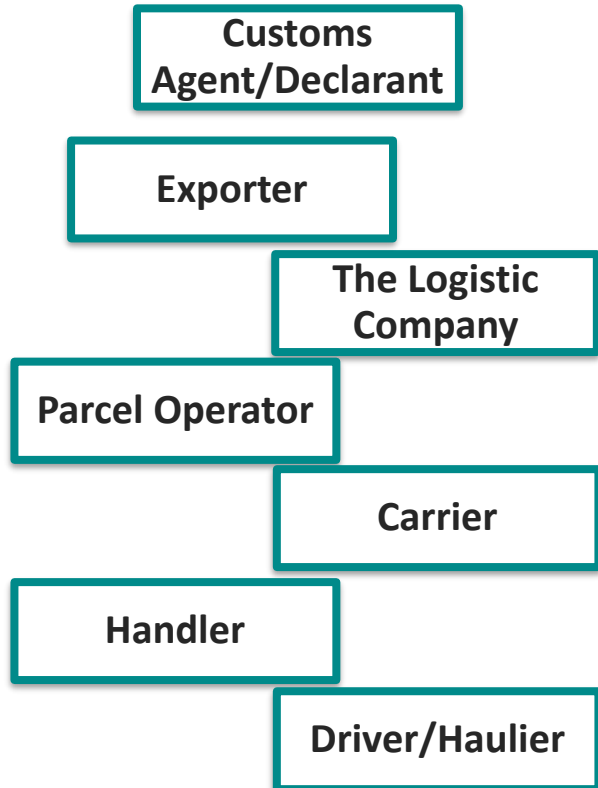 Customs
Agent/Declarant
Exporter
The Logistic
Company
Parcel Operator
Carrier
Handler
Driver/Haulier